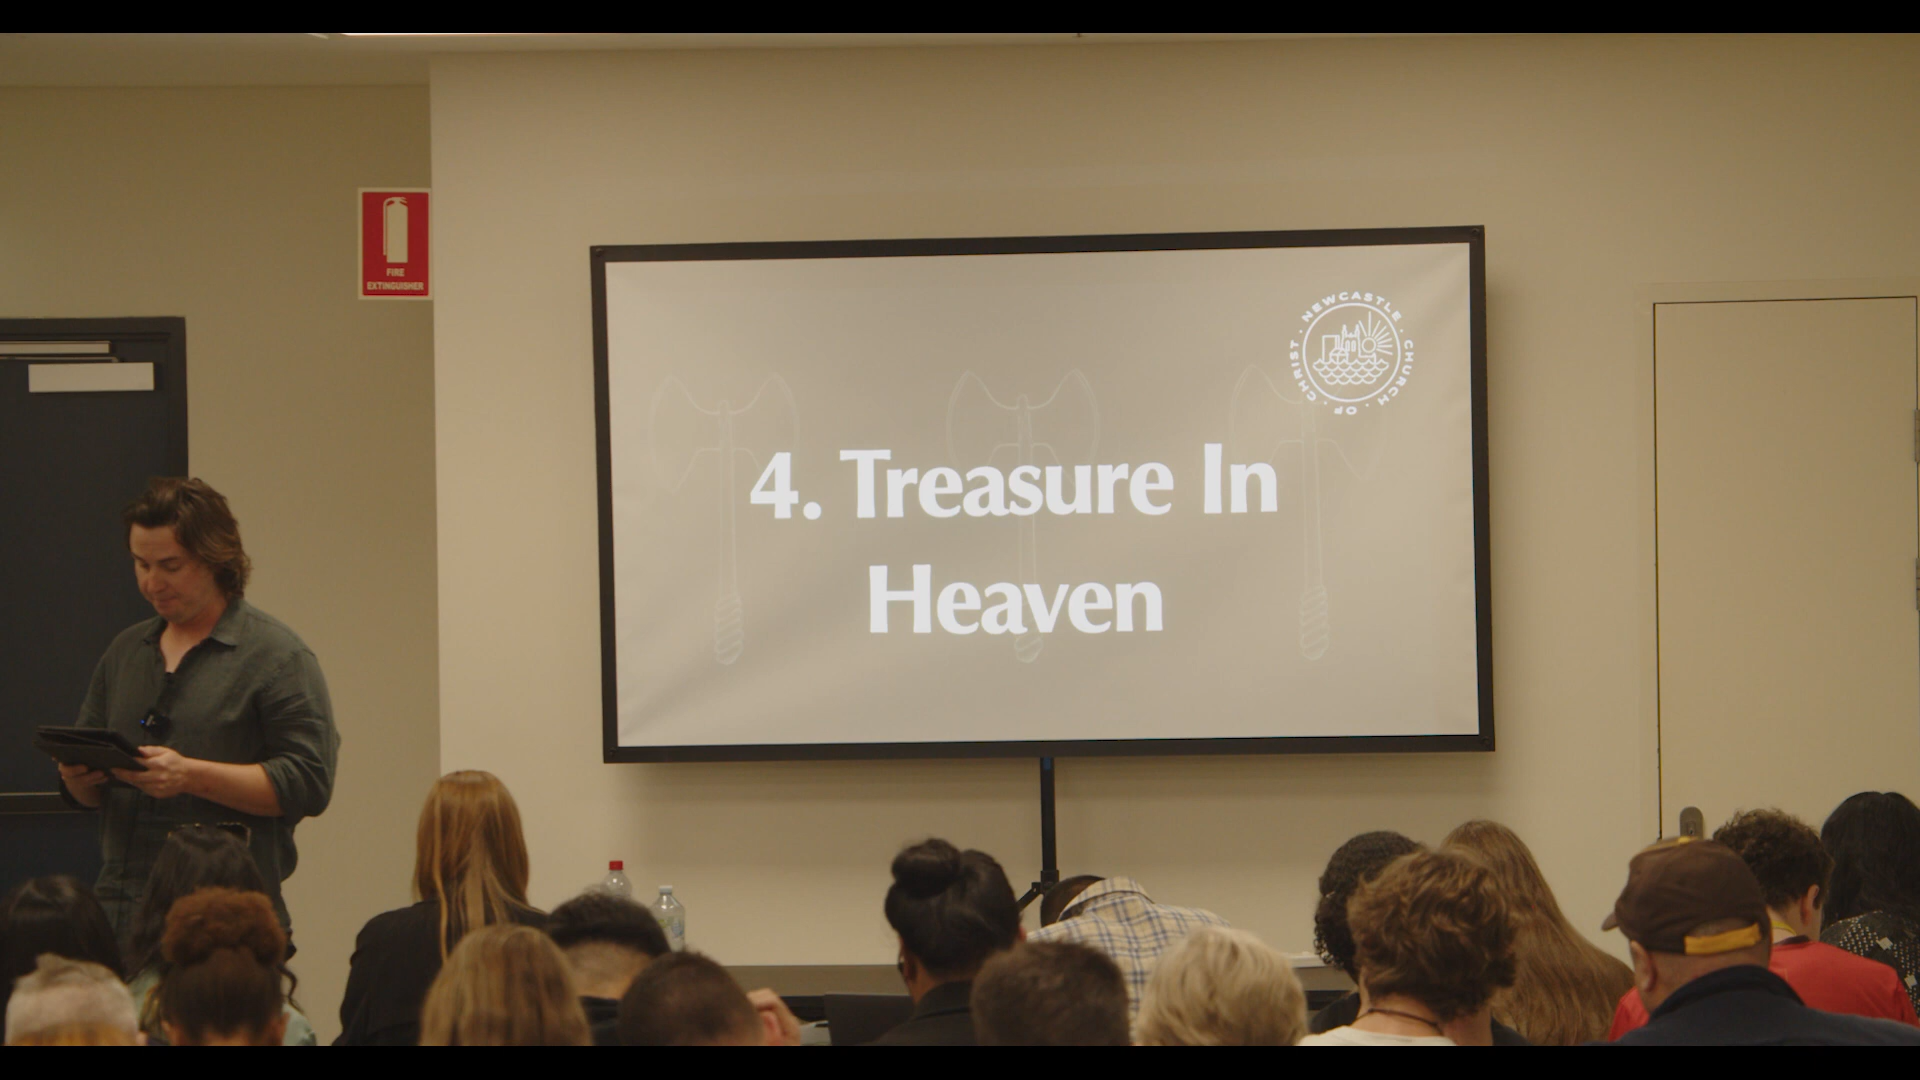 FIRE
EXTINGUISHER
NEWCASTLE · CHURCH · OF · CHRIST ·
4. Treasure In
Heaven